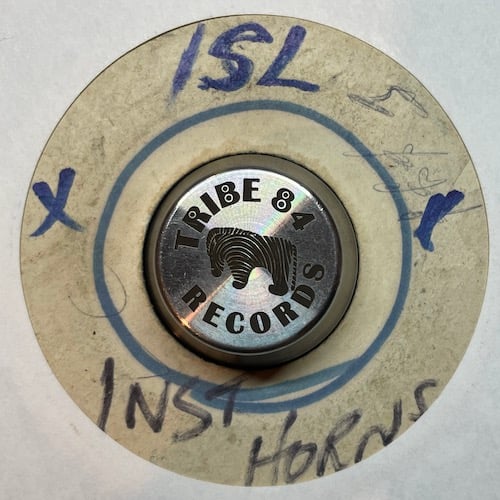 ISL
X
TRIBE 84
RECORDS
INST
HORNS